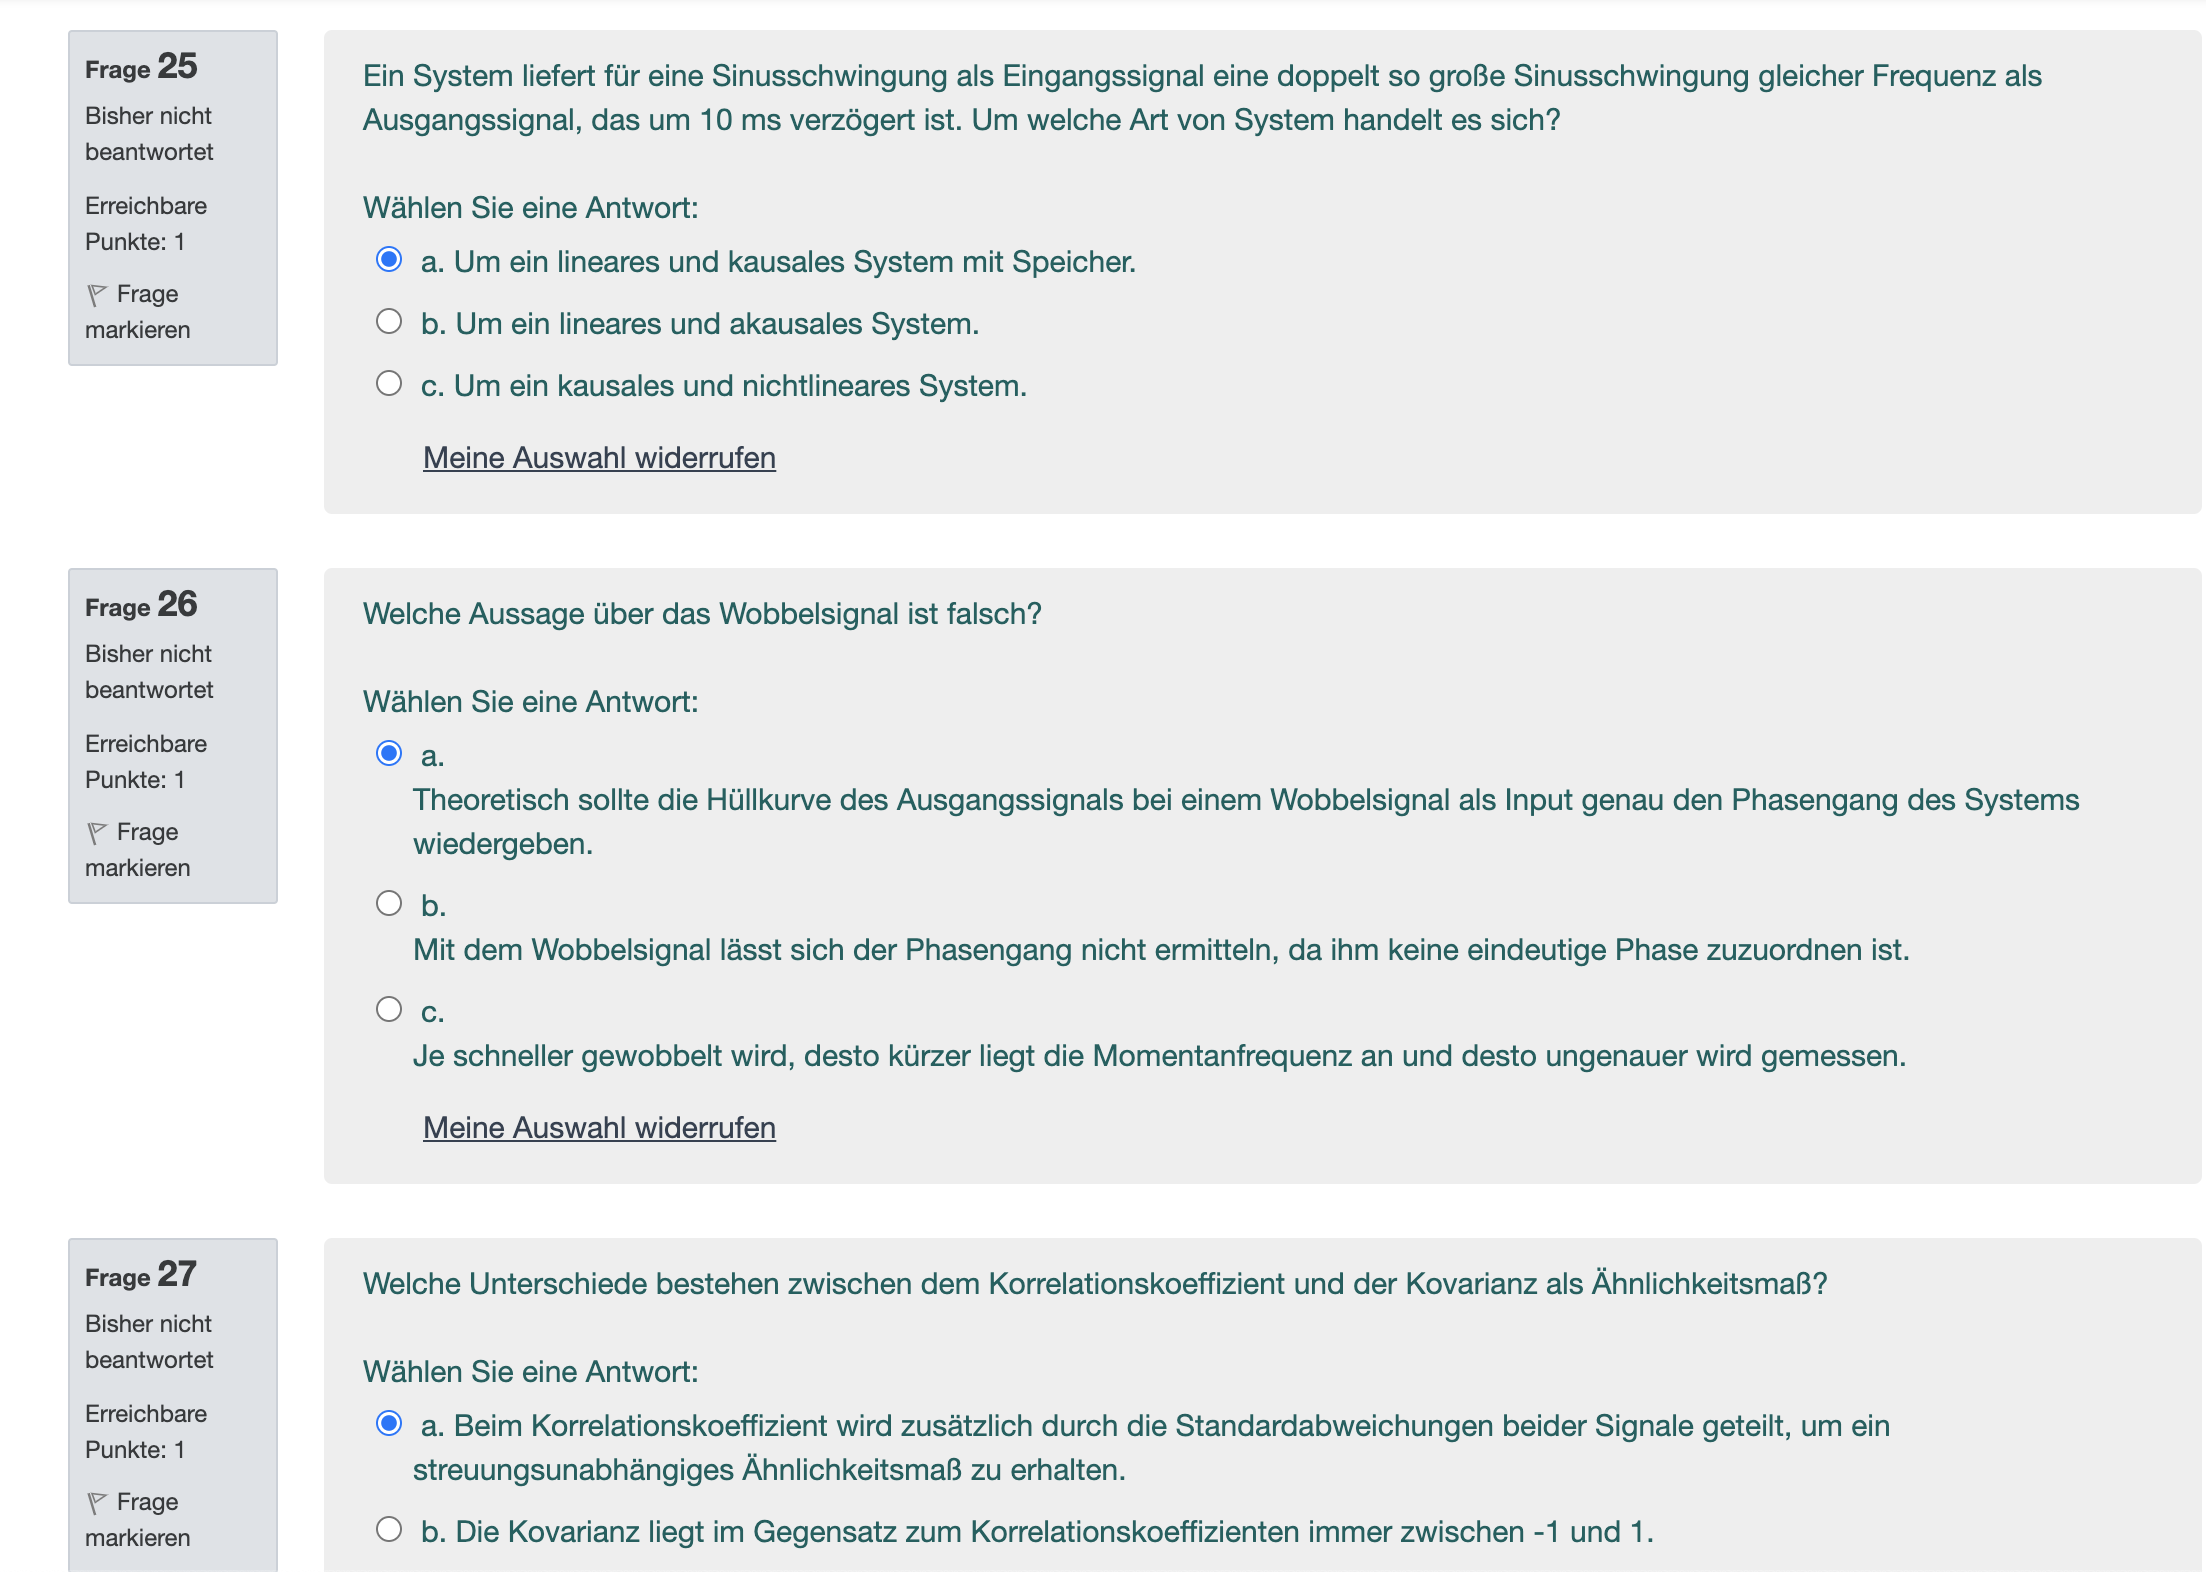 Frage 25
Bisher nicht
beantwortet
Erreichbare
Punkte: 1
Frage
markieren
Ein System liefert für eine Sinusschwingung als Eingangssignal eine doppelt so große Sinusschwingung gleicher Frequenz als
Ausgangssignal, das um 10 ms verzögert ist. Um welche Art von System handelt es sich?
Wählen Sie eine Antwort:
a. Um ein lineares und kausales System mit Speicher.
b. Um ein lineares und akausales System.
c. Um ein kausales und nichtlineares System.
Meine Auswahl widerrufen
Frage 26
Bisher nicht
beantwortet
Erreichbare
Punkte: 1
Frage
markieren
Welche Aussage über das Wobbelsignal ist falsch?
Wählen Sie eine Antwort:
a.
Theoretisch sollte die Hüllkurve des Ausgangssignals bei einem Wobbelsignal als Input genau den Phasengang des Systems
wiedergeben.
b.
Mit dem Wobbelsignal lässt sich der Phasengang nicht ermitteln, da ihm keine eindeutige Phase zuzuordnen ist.
c.
Je schneller gewobbelt wird, desto kürzer liegt die Momentanfrequenz an und desto ungenauer wird gemessen.
Meine Auswahl widerrufen
Frage 27
Bisher nicht
beantwortet
Erreichbare
Punkte: 1
Frage
markieren
Welche Unterschiede bestehen zwischen dem Korrelationskoeffizient und der Kovarianz als Ähnlichkeitsmaß?
Wählen Sie eine Antwort:
a. Beim Korrelationskoeffizient wird zusätzlich durch die Standardabweichungen beider Signale geteilt, um ein
streuungsunabhängiges Ähnlichkeitsmaß zu erhalten.
b. Die Kovarianz liegt im Gegensatz zum Korrelationskoeffizienten immer zwischen -1 und 1.